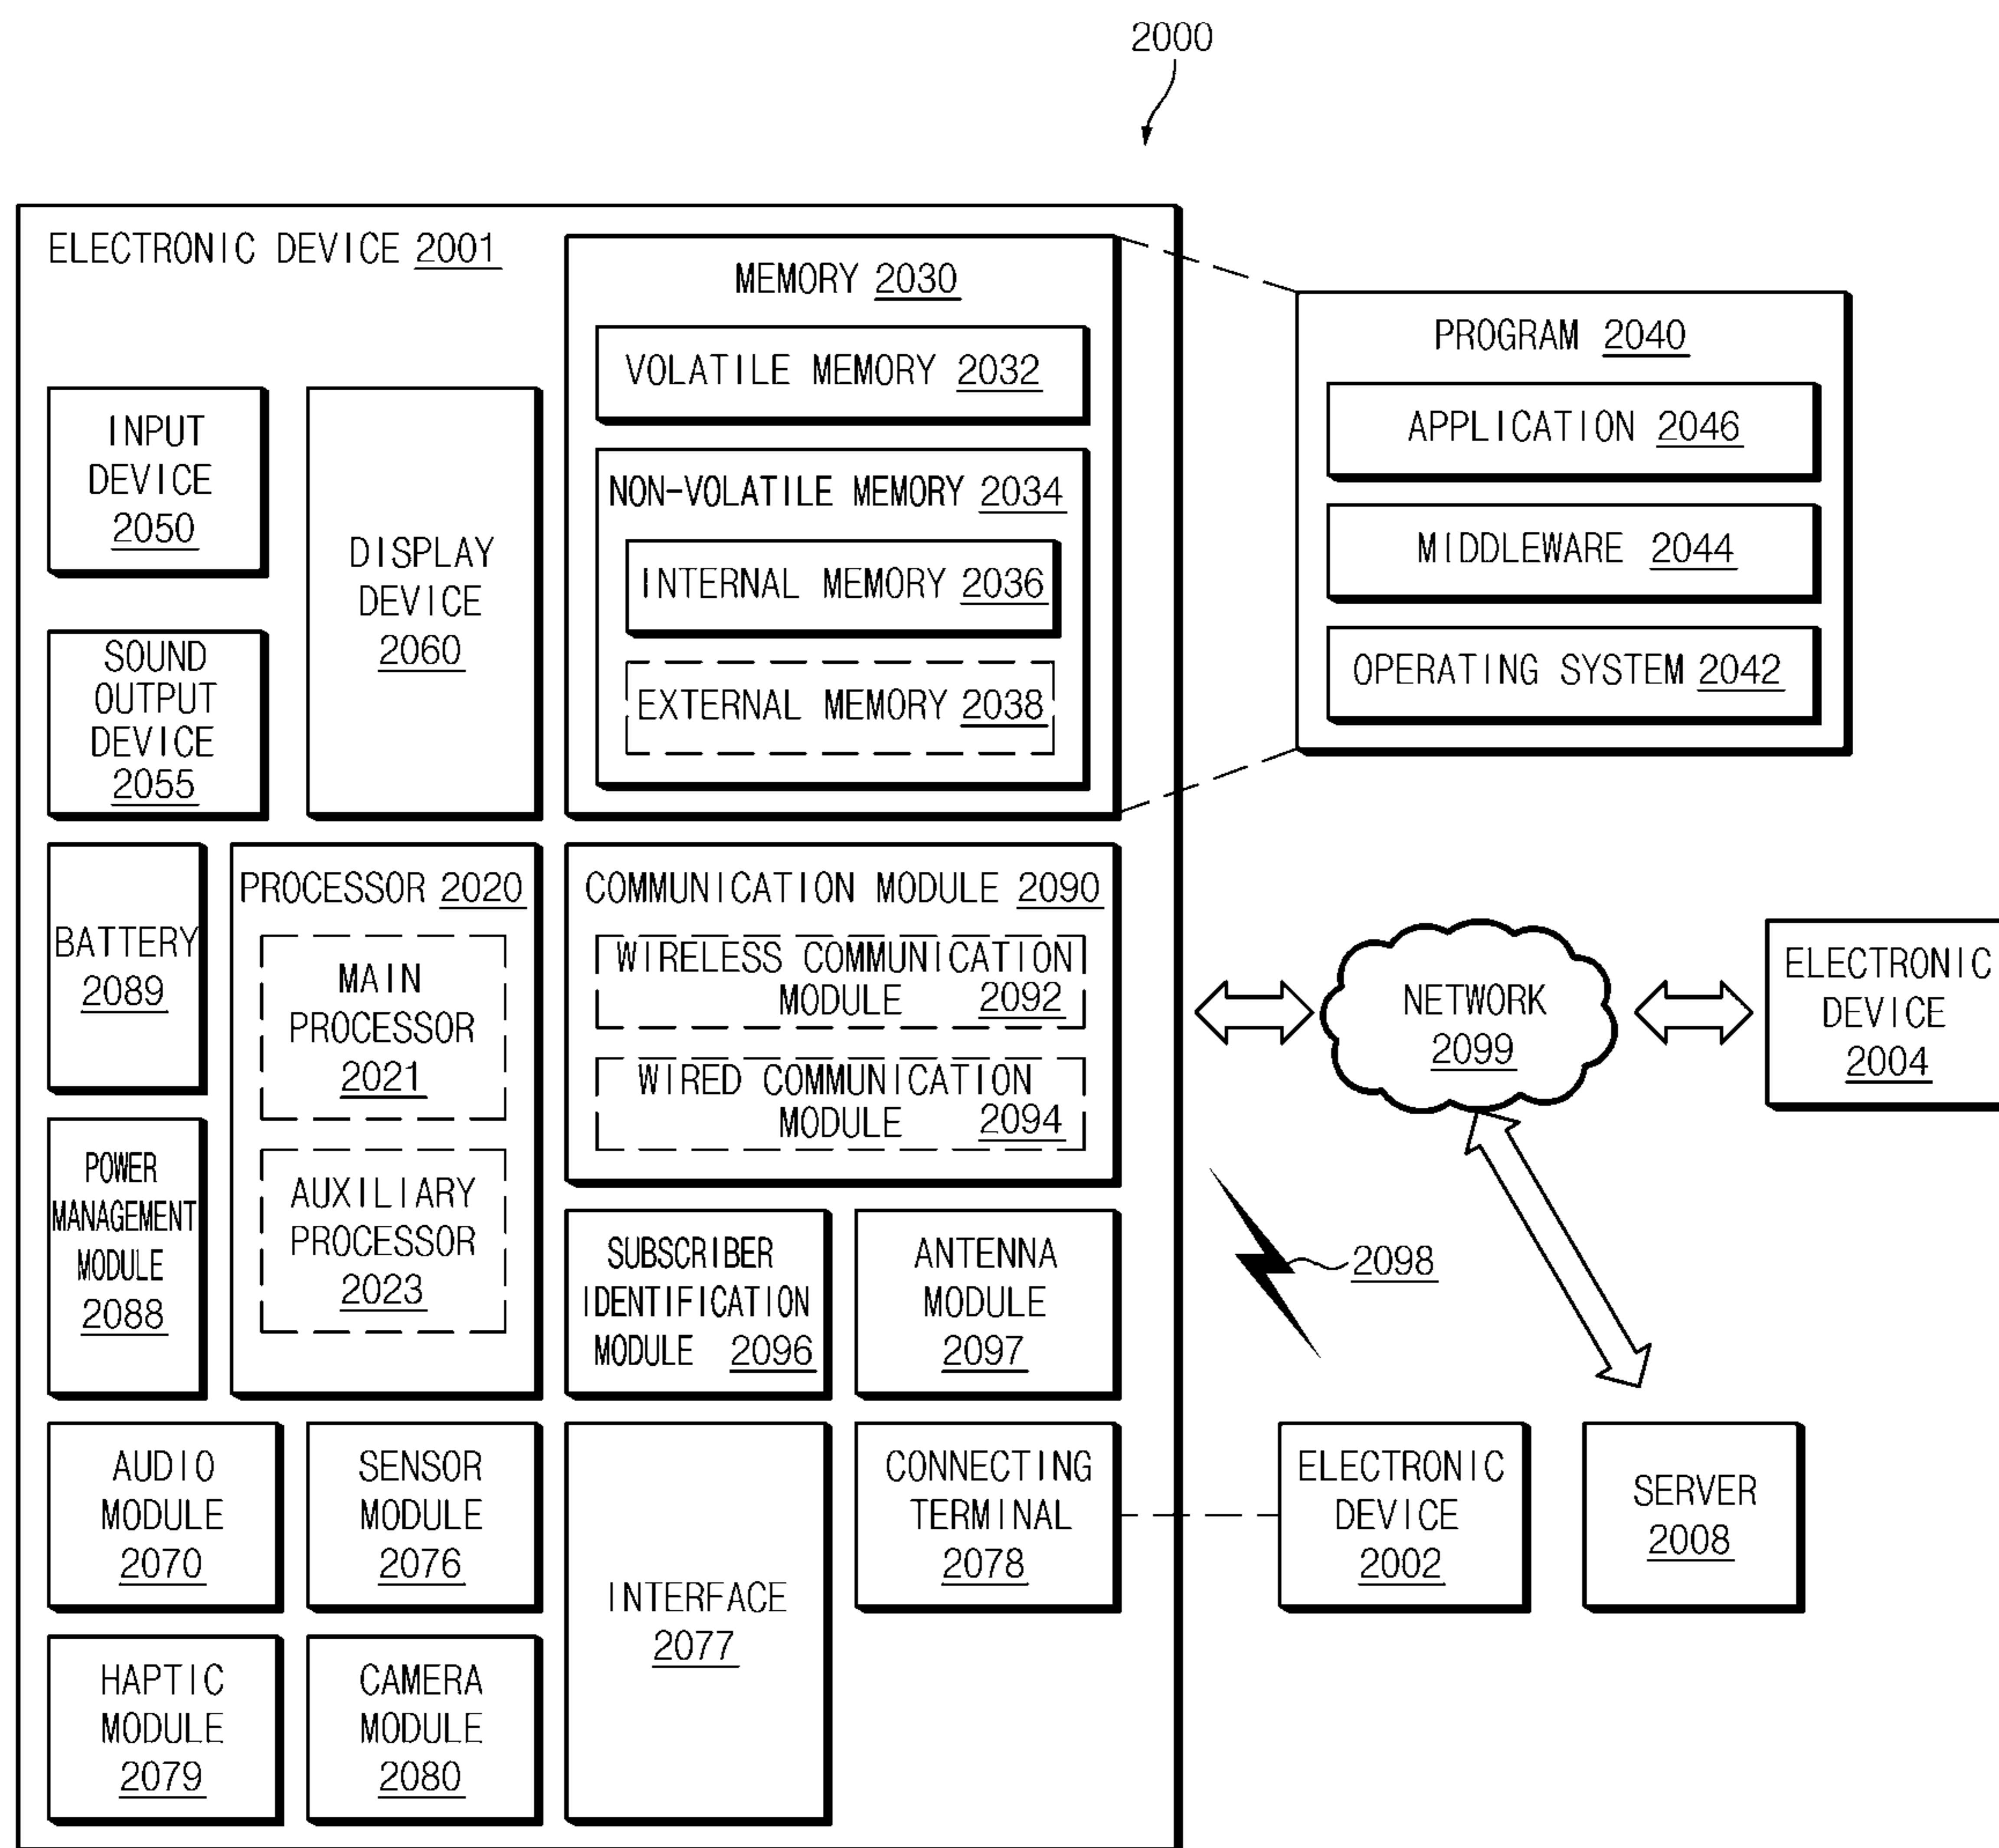 2000
ELECTRONIC DEVICE 2001
MEMORY 2030
VOLATILE MEMORY 2032
NON-VOLATILE MEMORY 2034
INTERNAL MEMORY 2036
EXTERNAL MEMORY 2038
PROGRAM 2040
APPLICATION 2046
MIDDLEWARE 2044
OPERATING SYSTEM 2042
INPUT
DEVICE
2050
SOUND
OUTPUT
DEVICE
2055
DISPLAY
DEVICE
2060
BATTERY
2089
POWER
MANAGEMENT
MODULE
2088
PROCESSOR 2020
MAIN
PROCESSOR
2021
AUXILIARY
PROCESSOR
2023
COMMUNICATION MODULE 2090
WIRELESS COMMUNICATION
MODULE 2092
WIRED COMMUNICATION
MODULE 2094
SUBSCRIBER
IDENTIFICATION
MODULE 2096
ANTENNA
MODULE
2097
NETWORK
2099
ELECTRONIC
DEVICE
2004
2098
AUDIO
MODULE
2070
SENSOR
MODULE
2076
INTERFACE
2077
CONNECTING
TERMINAL
2078
ELECTRONIC
DEVICE
2002
SERVER
2008
HAPTIC
MODULE
2079
CAMERA
MODULE
2080